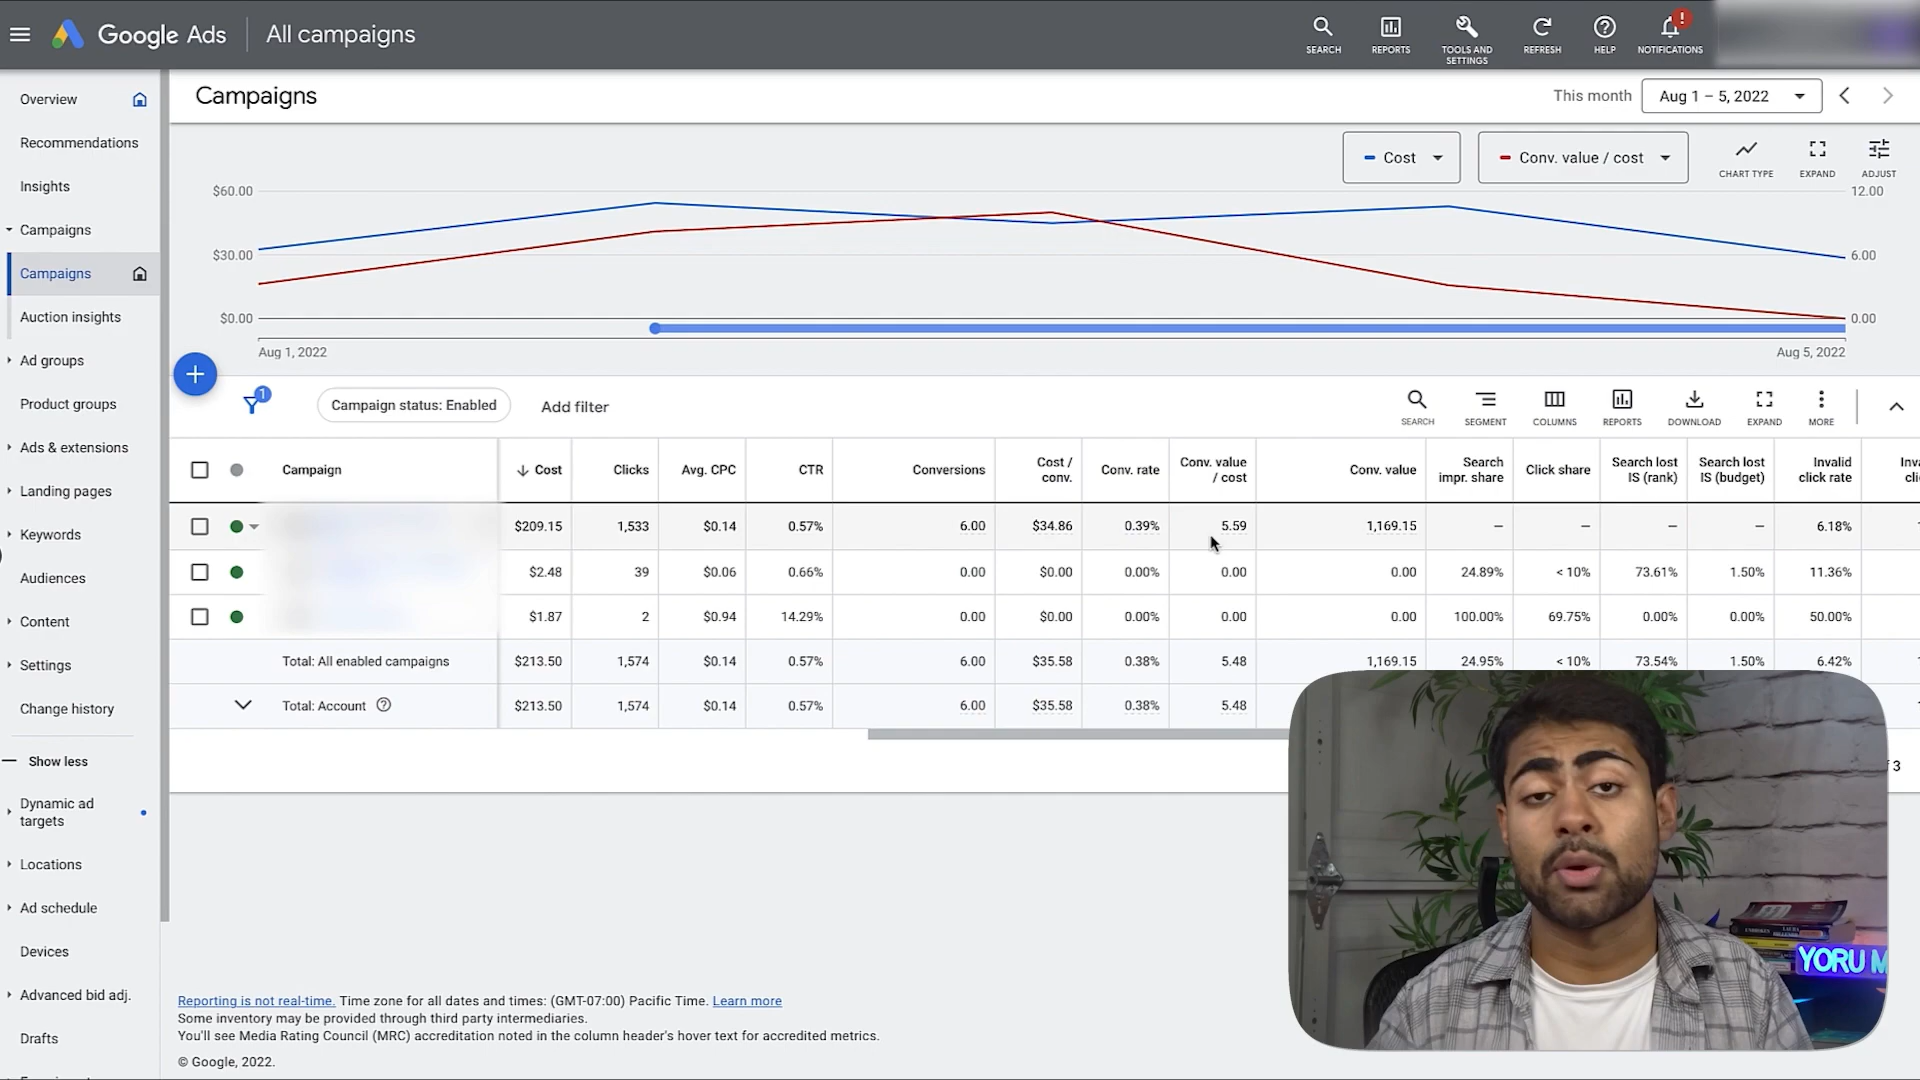 Google Ads
All campaigns
SEARCH
REPORTS
TOOLS AND
SETTINGS
REFRESH
HELP
!
NOTIFICATIONS
Overview
Recommendations
Insights
Campaigns
Campaigns
Auction insights
Ad groups
Product groups
Ads & extensions
Landing pages
Keywords
Audiences
Content
Settings
Change history
Show less
Dynamic ad
targets
Locations
Ad schedule
Devices
Advanced bid adj.
Drafts
Campaigns
This month
Aug 1 – 5, 2022
Cost
Conv. value / cost
CHART TYPE
EXPAND
ADJUST
$60.00
12.00
$30.00
6.00
$0.00
0.00
Aug 1, 2022
Aug 5, 2022
1
Campaign status: Enabled
Add filter
SEARCH
SEGMENT
COLUMNS
REPORTS
DOWNLOAD
EXPAND
MORE
Campaign Cost Clicks Avg. CPC CTR Conversions Cost / conv. Conv. rate Conv. value / cost Conv. value Search impr. share Click share Search lost IS (rank) Search lost IS (budget) Invalid click rate
$209.15 1,533 $0.14 0.57% 6.00 $34.86 0.39% 5.59 1,169.15 — — — — 6.18%
$2.48 39 $0.06 0.66% 0.00 $0.00 0.00% 0.00 0.00 24.89% < 10% 73.61% 1.50% 11.36%
$1.87 2 $0.94 14.29% 0.00 $0.00 0.00% 0.00 0.00 100.00% 69.75% 0.00% 0.00% 50.00%
Total: All enabled campaigns $213.50 1,574 $0.14 0.57% 6.00 $35.58 0.38% 5.48 1,169.15 24.95% < 10% 73.54% 1.50% 6.42%
Total: Account $213.50 1,574 $0.14 0.57% 6.00 $35.58 0.38% 5.48
3
YORU M
Reporting is not real-time. Time zone for all dates and times: (GMT-07:00) Pacific Time. Learn more
Some inventory may be provided through third party intermediaries.
You'll see Media Rating Council (MRC) accreditation noted in the column header's hover text for accredited metrics.
© Google, 2022.